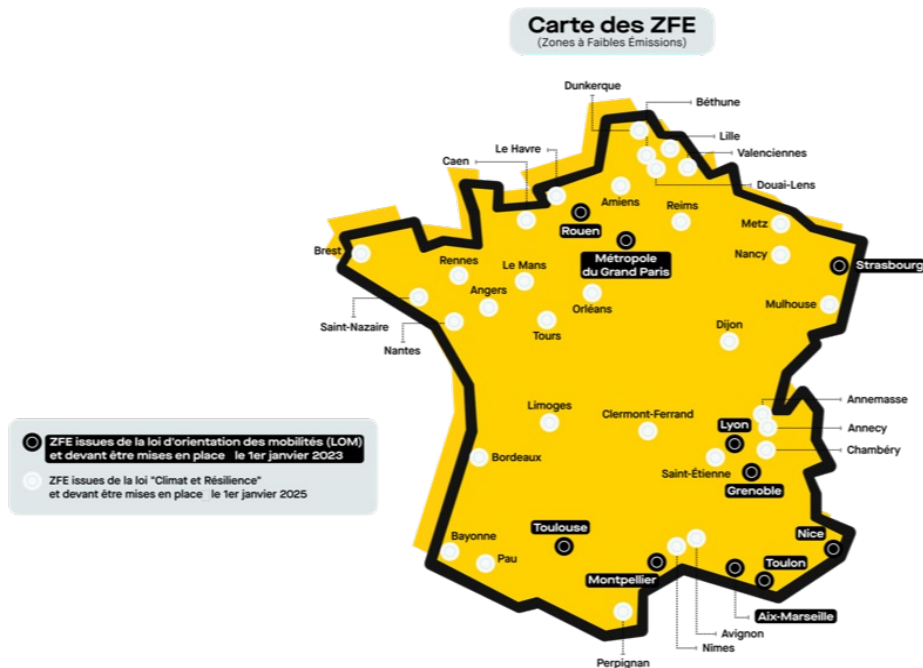 Carte des ZFE
(Zones à Faibles Émissions)
Dunkerque
Béthune
Lille
Le Havre
Valenciennes
Caen
Douai-Lens
Amiens
Reims
Rouen
Metz
Brest
Métropole
du Grand Paris
Nancy
Strasbourg
Rennes
Le Mans
Angers
Orléans
Mulhouse
Saint-Nazaire
Dijon
Tours
Nantes
Annemasse
Limoges
Clermont-Ferrand
Lyon
Annecy
ZFE issues de la loi d'orientation des mobilités (LOM)
et devant être mises en place le 1er janvier 2023
Chambéry
Bordeaux
Saint-Étienne
ZFE issues de la loi "Climat et Résilience"
et devant être mises en place le 1er janvier 2025
Grenoble
Toulouse
Nice
Bayonne
Pau
Toulon
Montpellier
Aix-Marseille
Avignon
Nimes
Perpignan